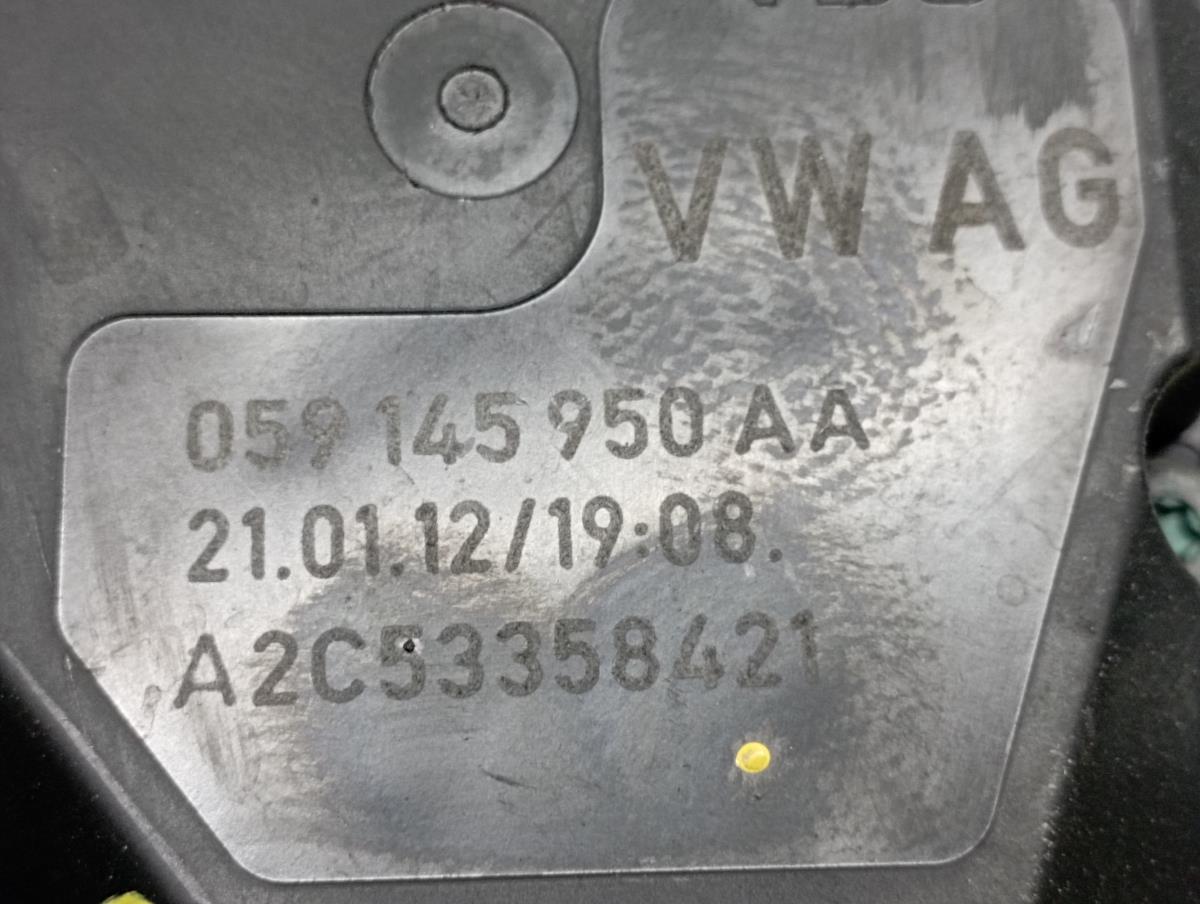 VW AG
059 145 950 AA
21.01.12/19:08.
A2C53358421